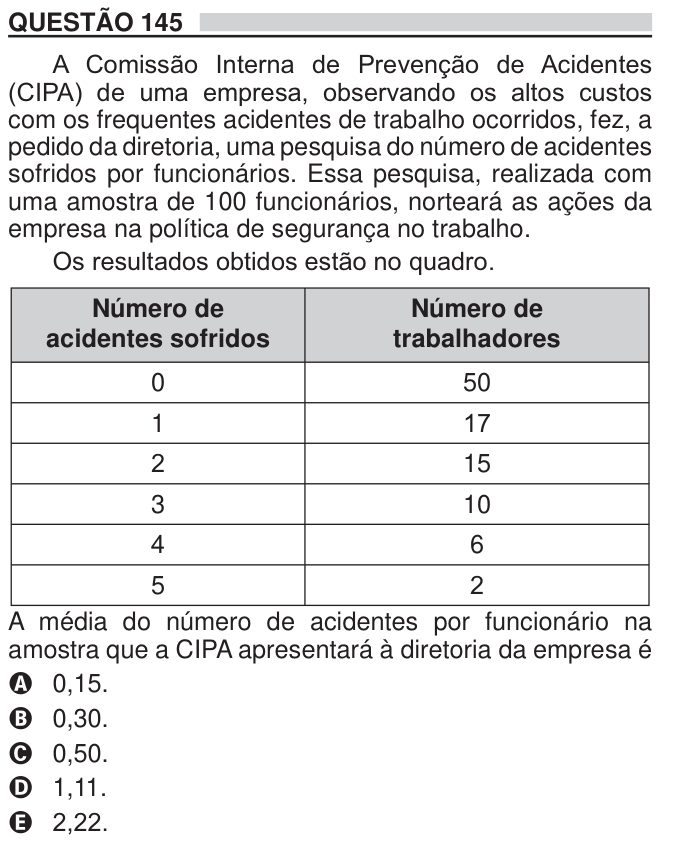 QUESTÃO 145
A Comissão Interna de Prevenção de Acidentes
(CIPA) de uma empresa, observando os altos custos
com os frequentes acidentes de trabalho ocorridos, fez, a
pedido da diretoria, uma pesquisa do número de acidentes
sofridos por funcionários. Essa pesquisa, realizada com
uma amostra de 100 funcionários, norteará as ações da
empresa na política de segurança no trabalho.
Os resultados obtidos estão no quadro.
Número de acidentes sofridos | Número de trabalhadores
0 50
1 17
2 15
3 10
4 6
5 2
A média do número de acidentes por funcionário na
amostra que a CIPA apresentará à diretoria da empresa é
A 0,15.
B 0,30.
C 0,50.
D 1,11.
E 2,22.